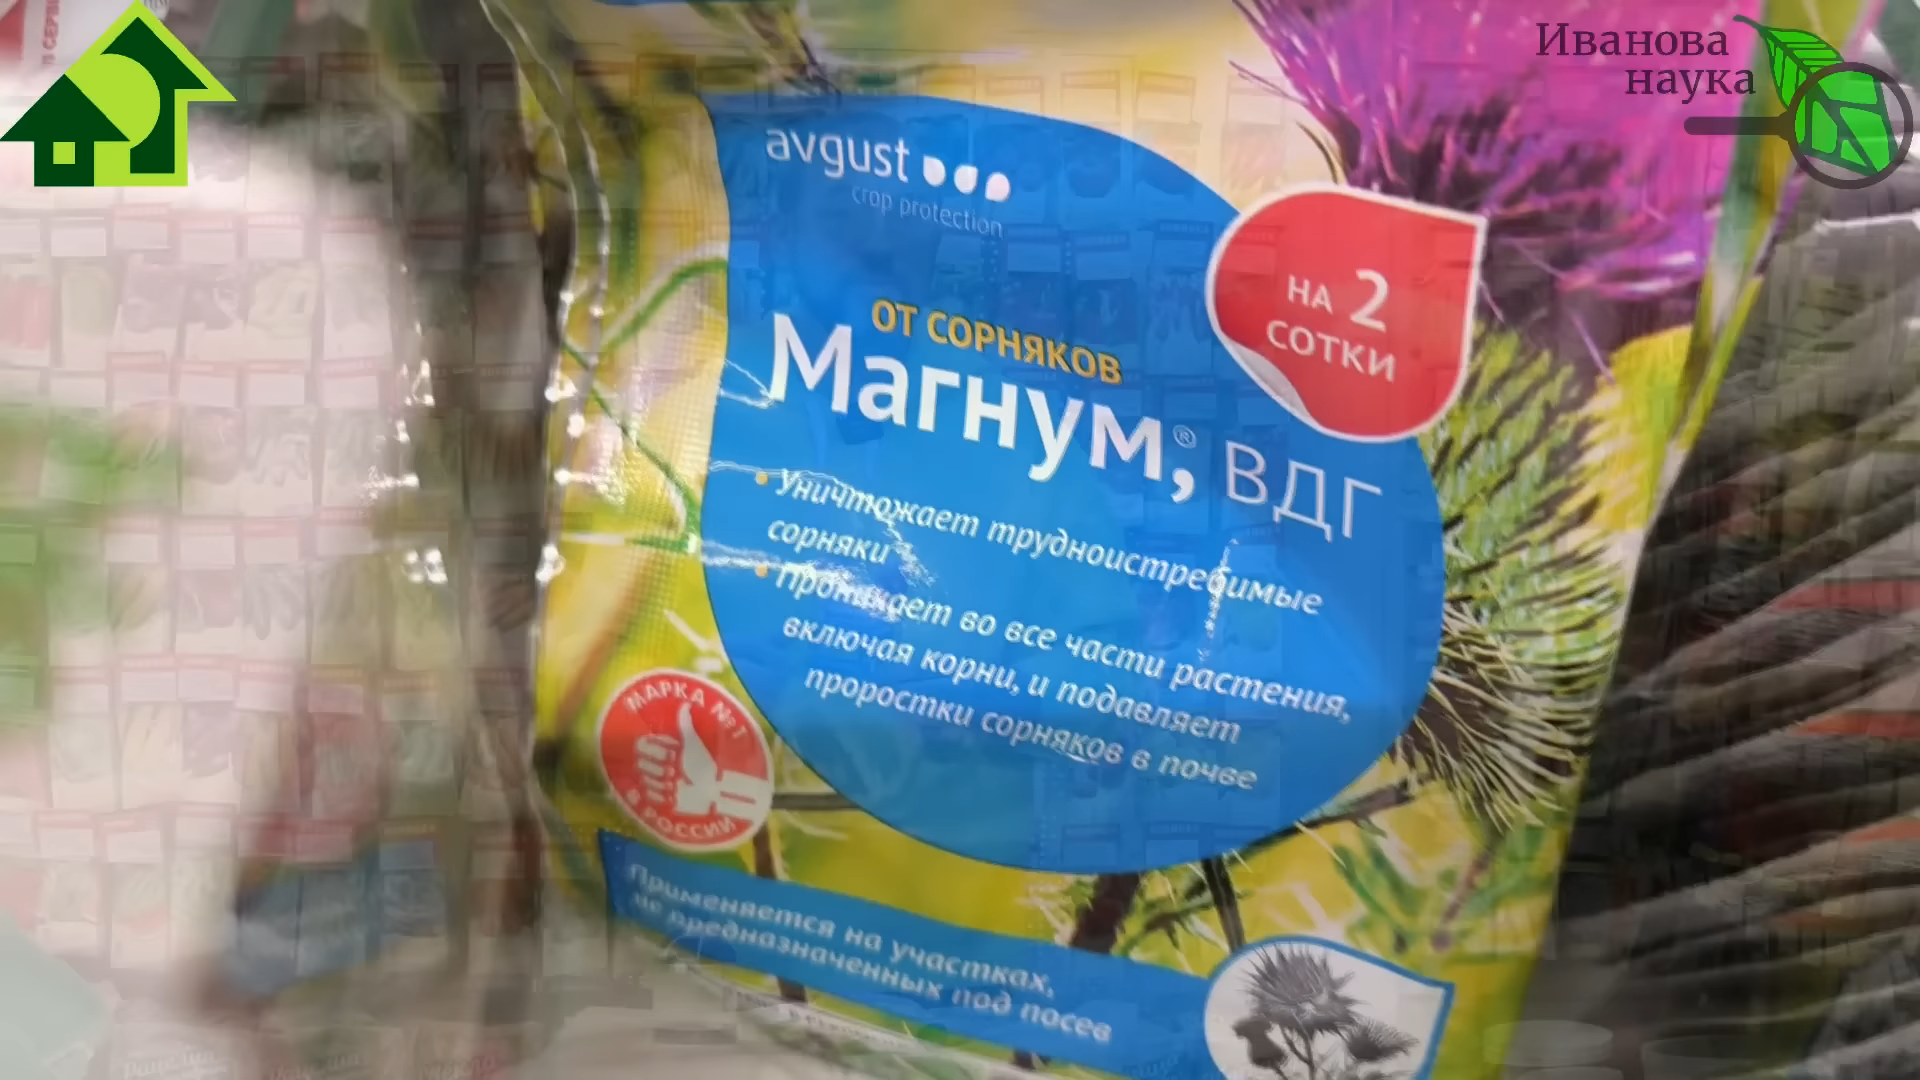 Иванова
наука
avgust
crop protection
НА 2
СОТКИ
ОТ СОРНЯКОВ
Магнум,® ВДГ
• Уничтожает трудноистребимые
сорняки
• Проникает во все части растения,
включая корни, и подавляет
проростки сорняков в почве
МАРКА №1
В РОССИИ
Применяется на участках,
не предназначенных под посев